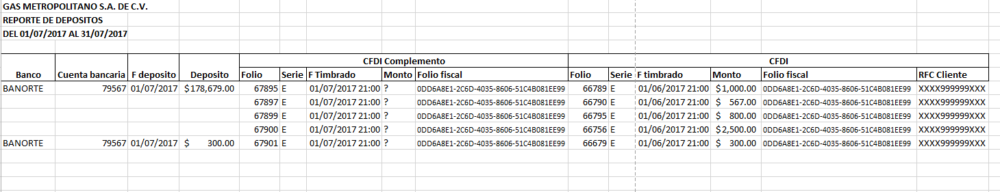 GAS METROPOLITANO S.A. DE C.V.
REPORTE DE DEPOSITOS
DEL 01/07/2017 AL 31/07/2017
CFDI Complemento CFDI
Banco Cuenta bancaria F deposito Deposito Folio Serie F Timbrado Monto Folio fiscal Folio Serie F timbrado Monto Folio fiscal RFC Cliente
BANORTE 79567 01/07/2017 $178,679.00 67895 E 01/07/2017 21:00 ? 0DD6A8E1-2C6D-4035-8606-51C4B081EE99 66789 E 01/06/2017 21:00 $1,000.00 0DD6A8E1-2C6D-4035-8606-51C4B081EE99 XXXX999999XXX
67897 E 01/07/2017 21:00 ? 0DD6A8E1-2C6D-4035-8606-51C4B081EE99 66790 E 01/06/2017 21:00 $ 567.00 0DD6A8E1-2C6D-4035-8606-51C4B081EE99 XXXX999999XXX
67899 E 01/07/2017 21:00 ? 0DD6A8E1-2C6D-4035-8606-51C4B081EE99 66795 E 01/06/2017 21:00 $ 800.00 0DD6A8E1-2C6D-4035-8606-51C4B081EE99 XXXX999999XXX
67900 E 01/07/2017 21:00 ? 0DD6A8E1-2C6D-4035-8606-51C4B081EE99 66756 E 01/06/2017 21:00 $2,500.00 0DD6A8E1-2C6D-4035-8606-51C4B081EE99 XXXX999999XXX
BANORTE 79567 01/07/2017 $ 300.00 67901 E 01/07/2017 21:00 ? 0DD6A8E1-2C6D-4035-8606-51C4B081EE99 66679 E 01/06/2017 21:00 $ 300.00 0DD6A8E1-2C6D-4035-8606-51C4B081EE99 XXXX999999XXX